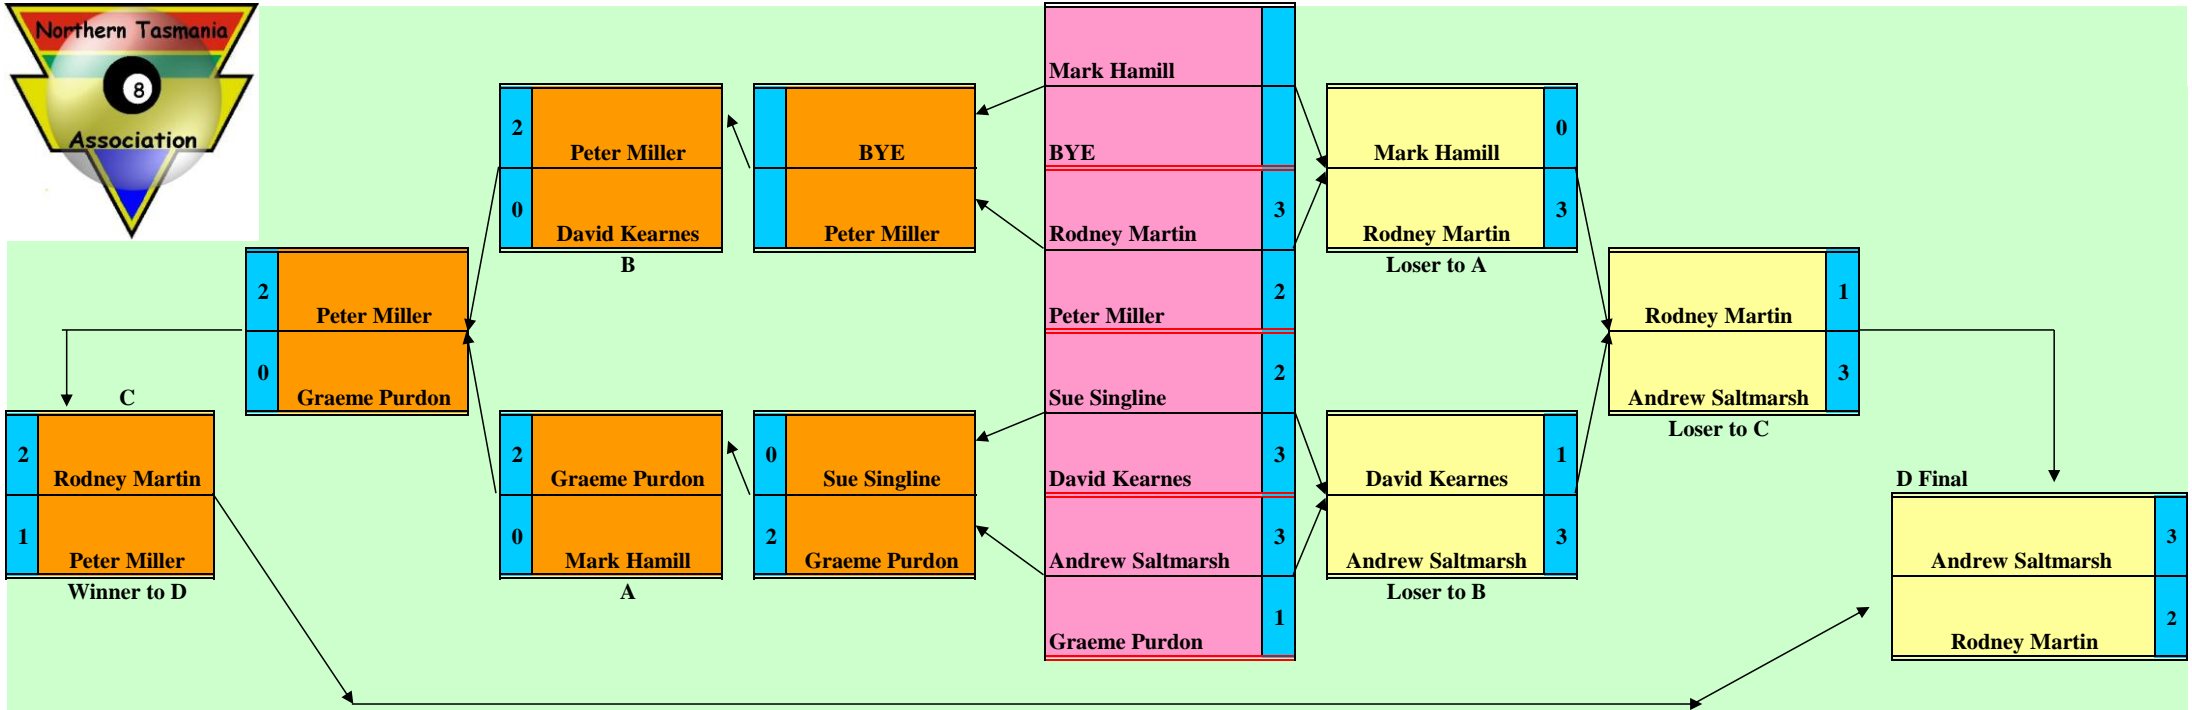 Northern Tasmania
8
Association
2
Peter Miller
0
David Kearnes
B
BYE
Peter Miller
2
Peter Miller
0
Graeme Purdon
C
2
Rodney Martin
1
Peter Miller
Winner to D
2
Graeme Purdon
0
Mark Hamill
A
0
Sue Singline
2
Graeme Purdon
Mark Hamill
BYE
Rodney Martin 3
Peter Miller 2
Sue Singline 2
David Kearnes 3
Andrew Saltmarsh 3
Graeme Purdon 1
Mark Hamill 0
Rodney Martin 3
Loser to A
David Kearnes 1
Andrew Saltmarsh 3
Loser to B
Rodney Martin 1
Andrew Saltmarsh 3
Loser to C
D Final
Andrew Saltmarsh 3
Rodney Martin 2